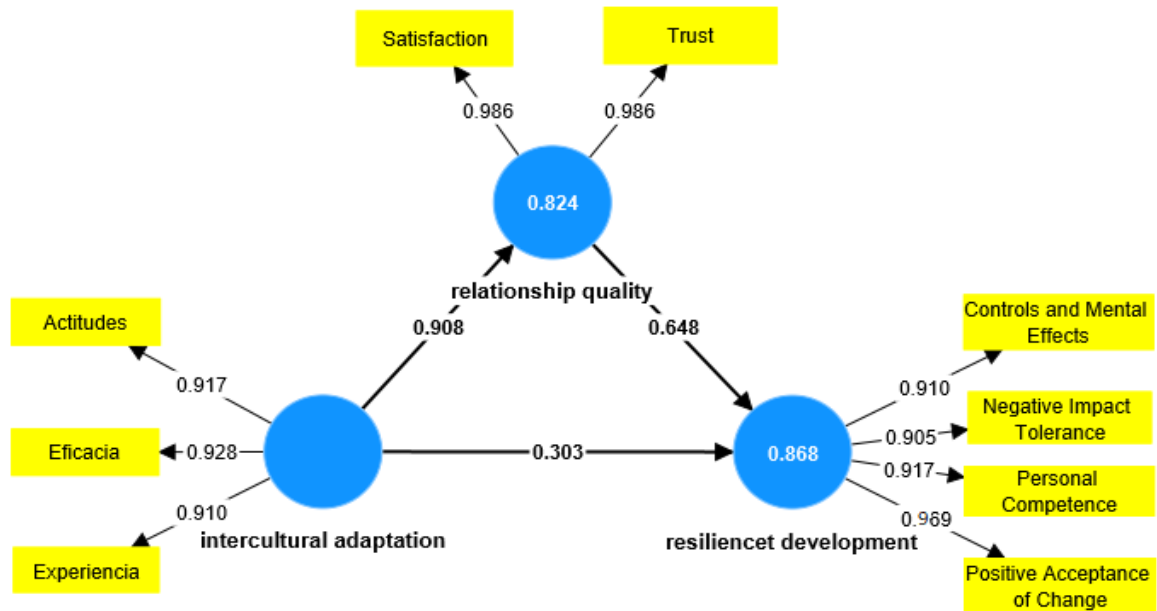 Satisfaction
Trust
0.986
0.986
0.824
relationship quality
0.908
0.648
Actitudes
0.917
Eficacia
0.928
Experiencia
0.910
intercultural adaptation
0.303
0.868
resiliencet development
Controls and Mental
Effects
0.910
Negative Impact
Tolerance
0.905
Personal
Competence
0.917
Positive Acceptance
of Change
0.969